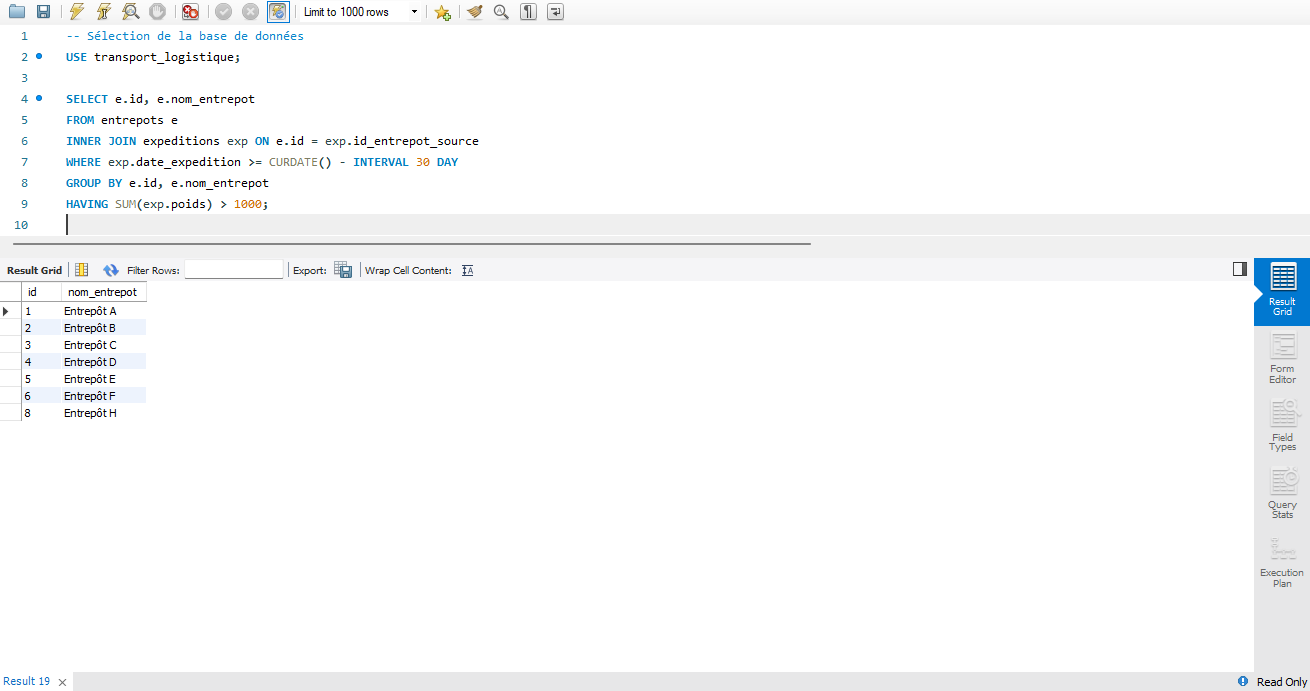 Limit to 1000 rows
1 -- Sélection de la base de données
2 USE transport_logistique;
3
4 SELECT e.id, e.nom_entrepot
5 FROM entrepots e
6 INNER JOIN expeditions exp ON e.id = exp.id_entrepot_source
7 WHERE exp.date_expedition >= CURDATE() - INTERVAL 30 DAY
8 GROUP BY e.id, e.nom_entrepot
9 HAVING SUM(exp.poids) > 1000;
10
Result Grid Filter Rows: Export: Wrap Cell Content:
id nom_entrepot
1 Entrepôt A
2 Entrepôt B
3 Entrepôt C
4 Entrepôt D
5 Entrepôt E
6 Entrepôt F
8 Entrepôt H
Result
Grid
Form
Editor
Field
Types
Query
Stats
Execution
Plan
Result 19 Read Only